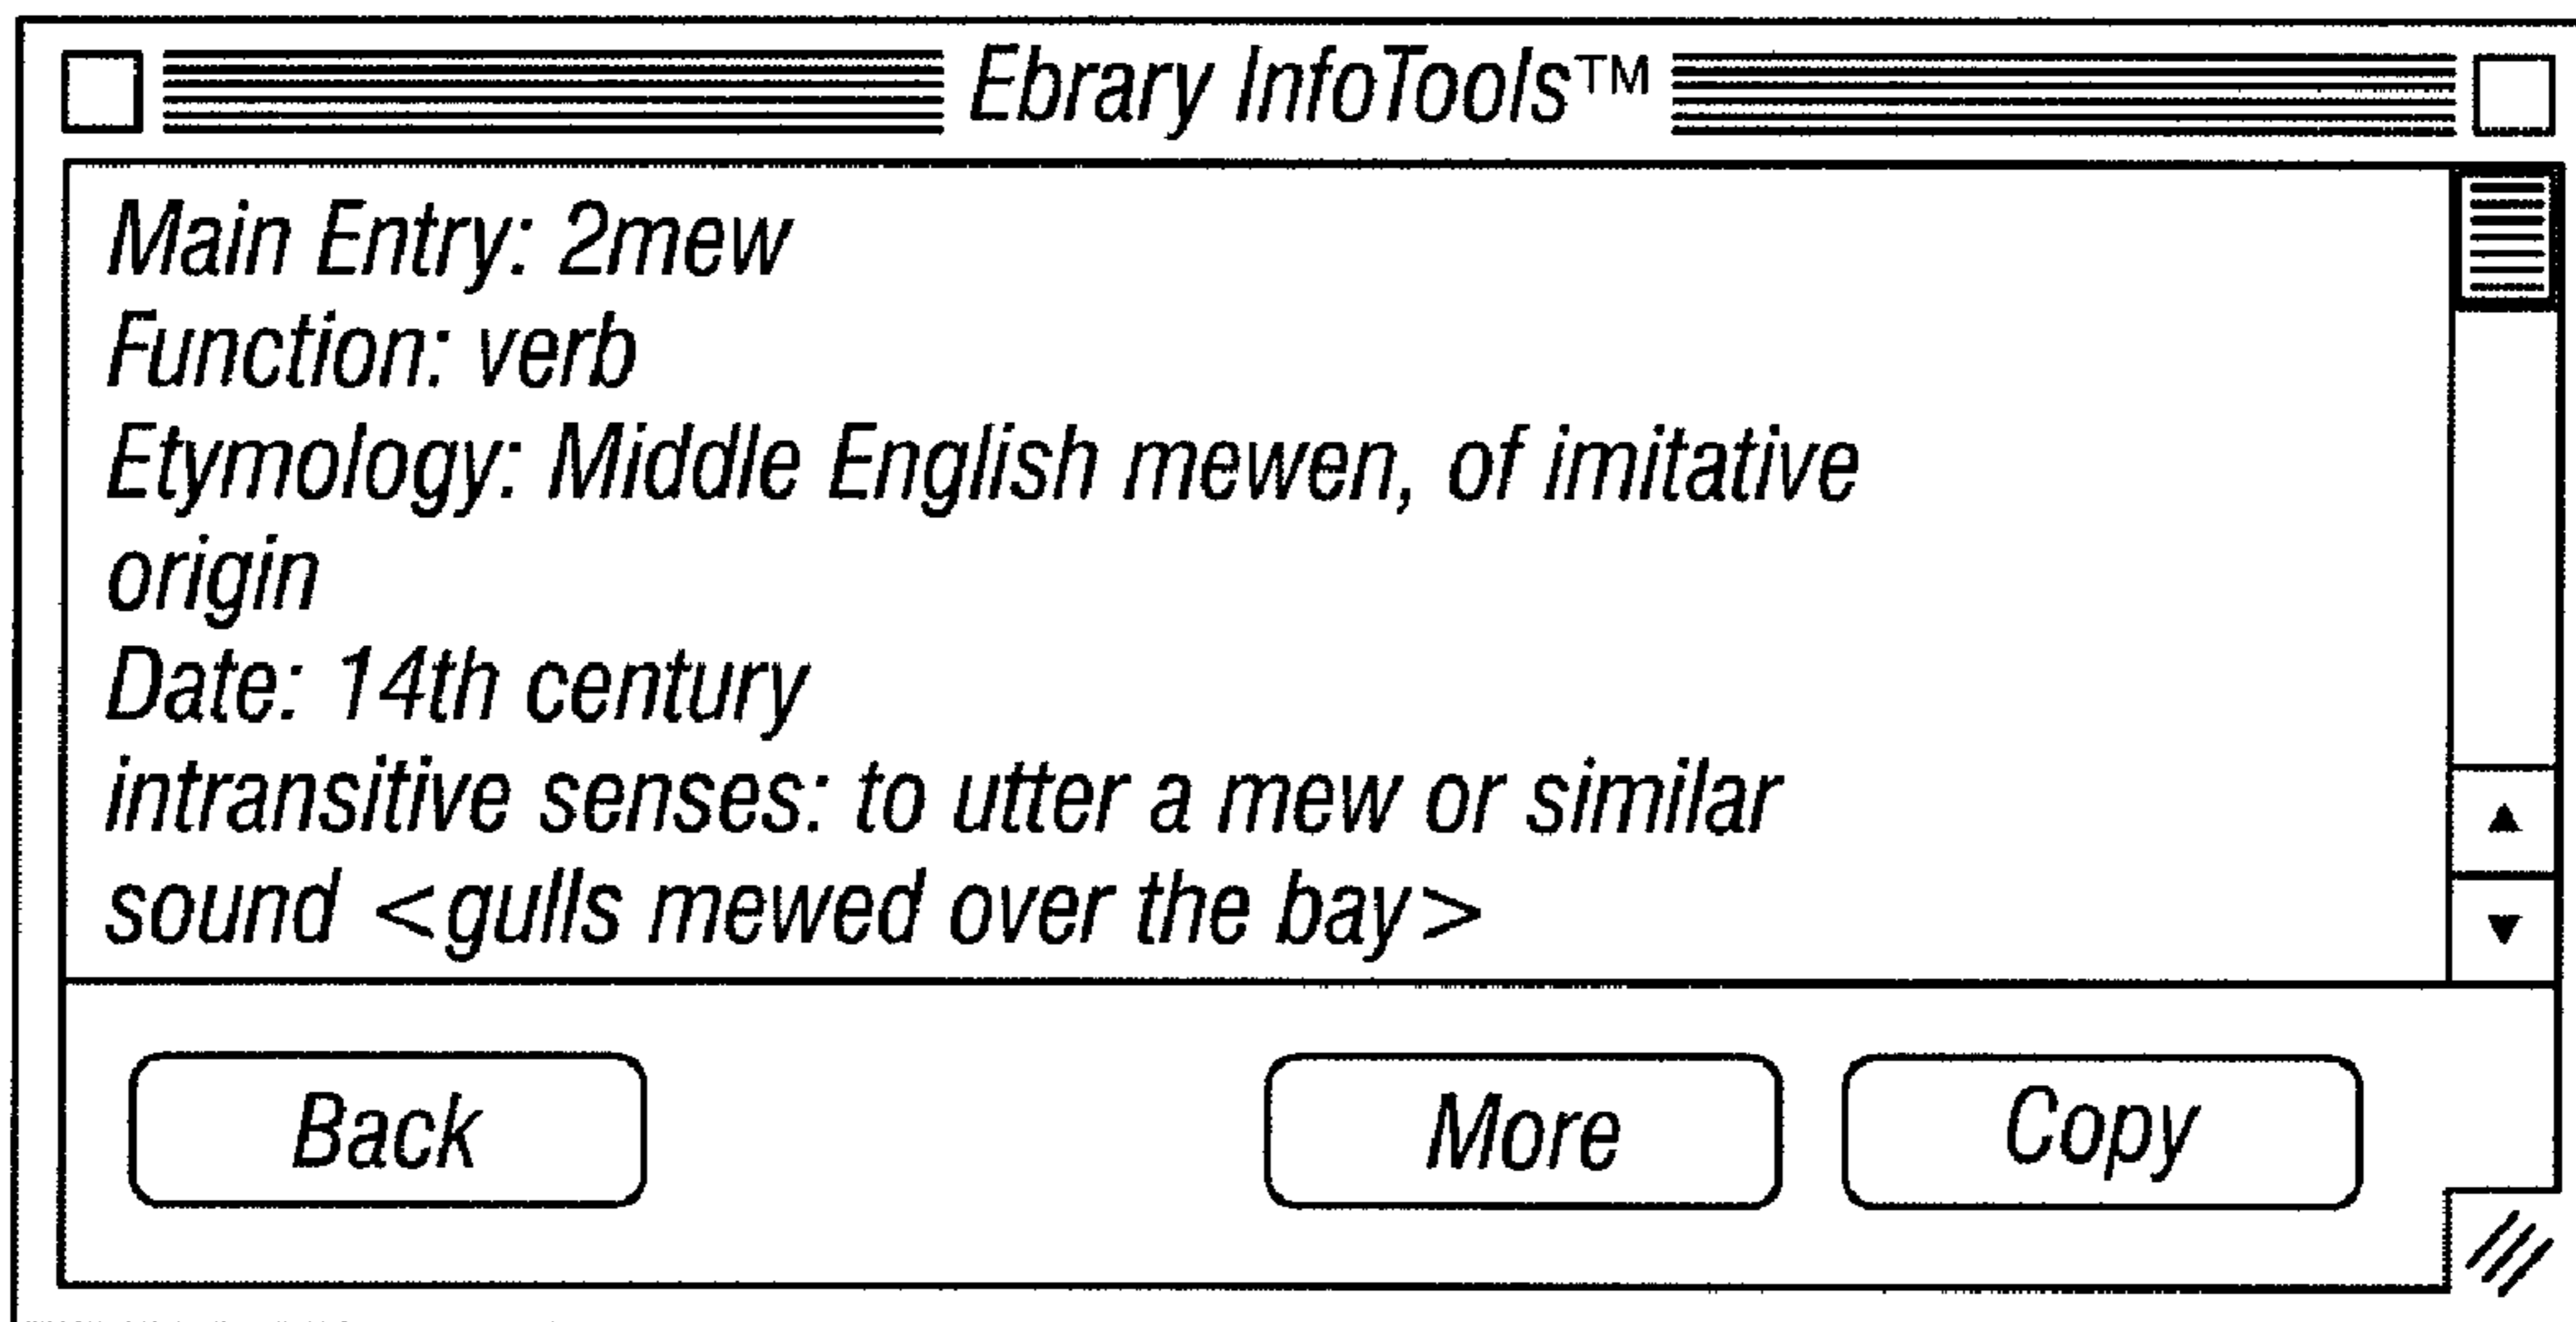 Ebrary InfoTools™
Main Entry: 2mew
Function: verb
Etymology: Middle English mewen, of imitative
origin
Date: 14th century
intransitive senses: to utter a mew or similar
sound <gulls mewed over the bay>
Back
More
Copy